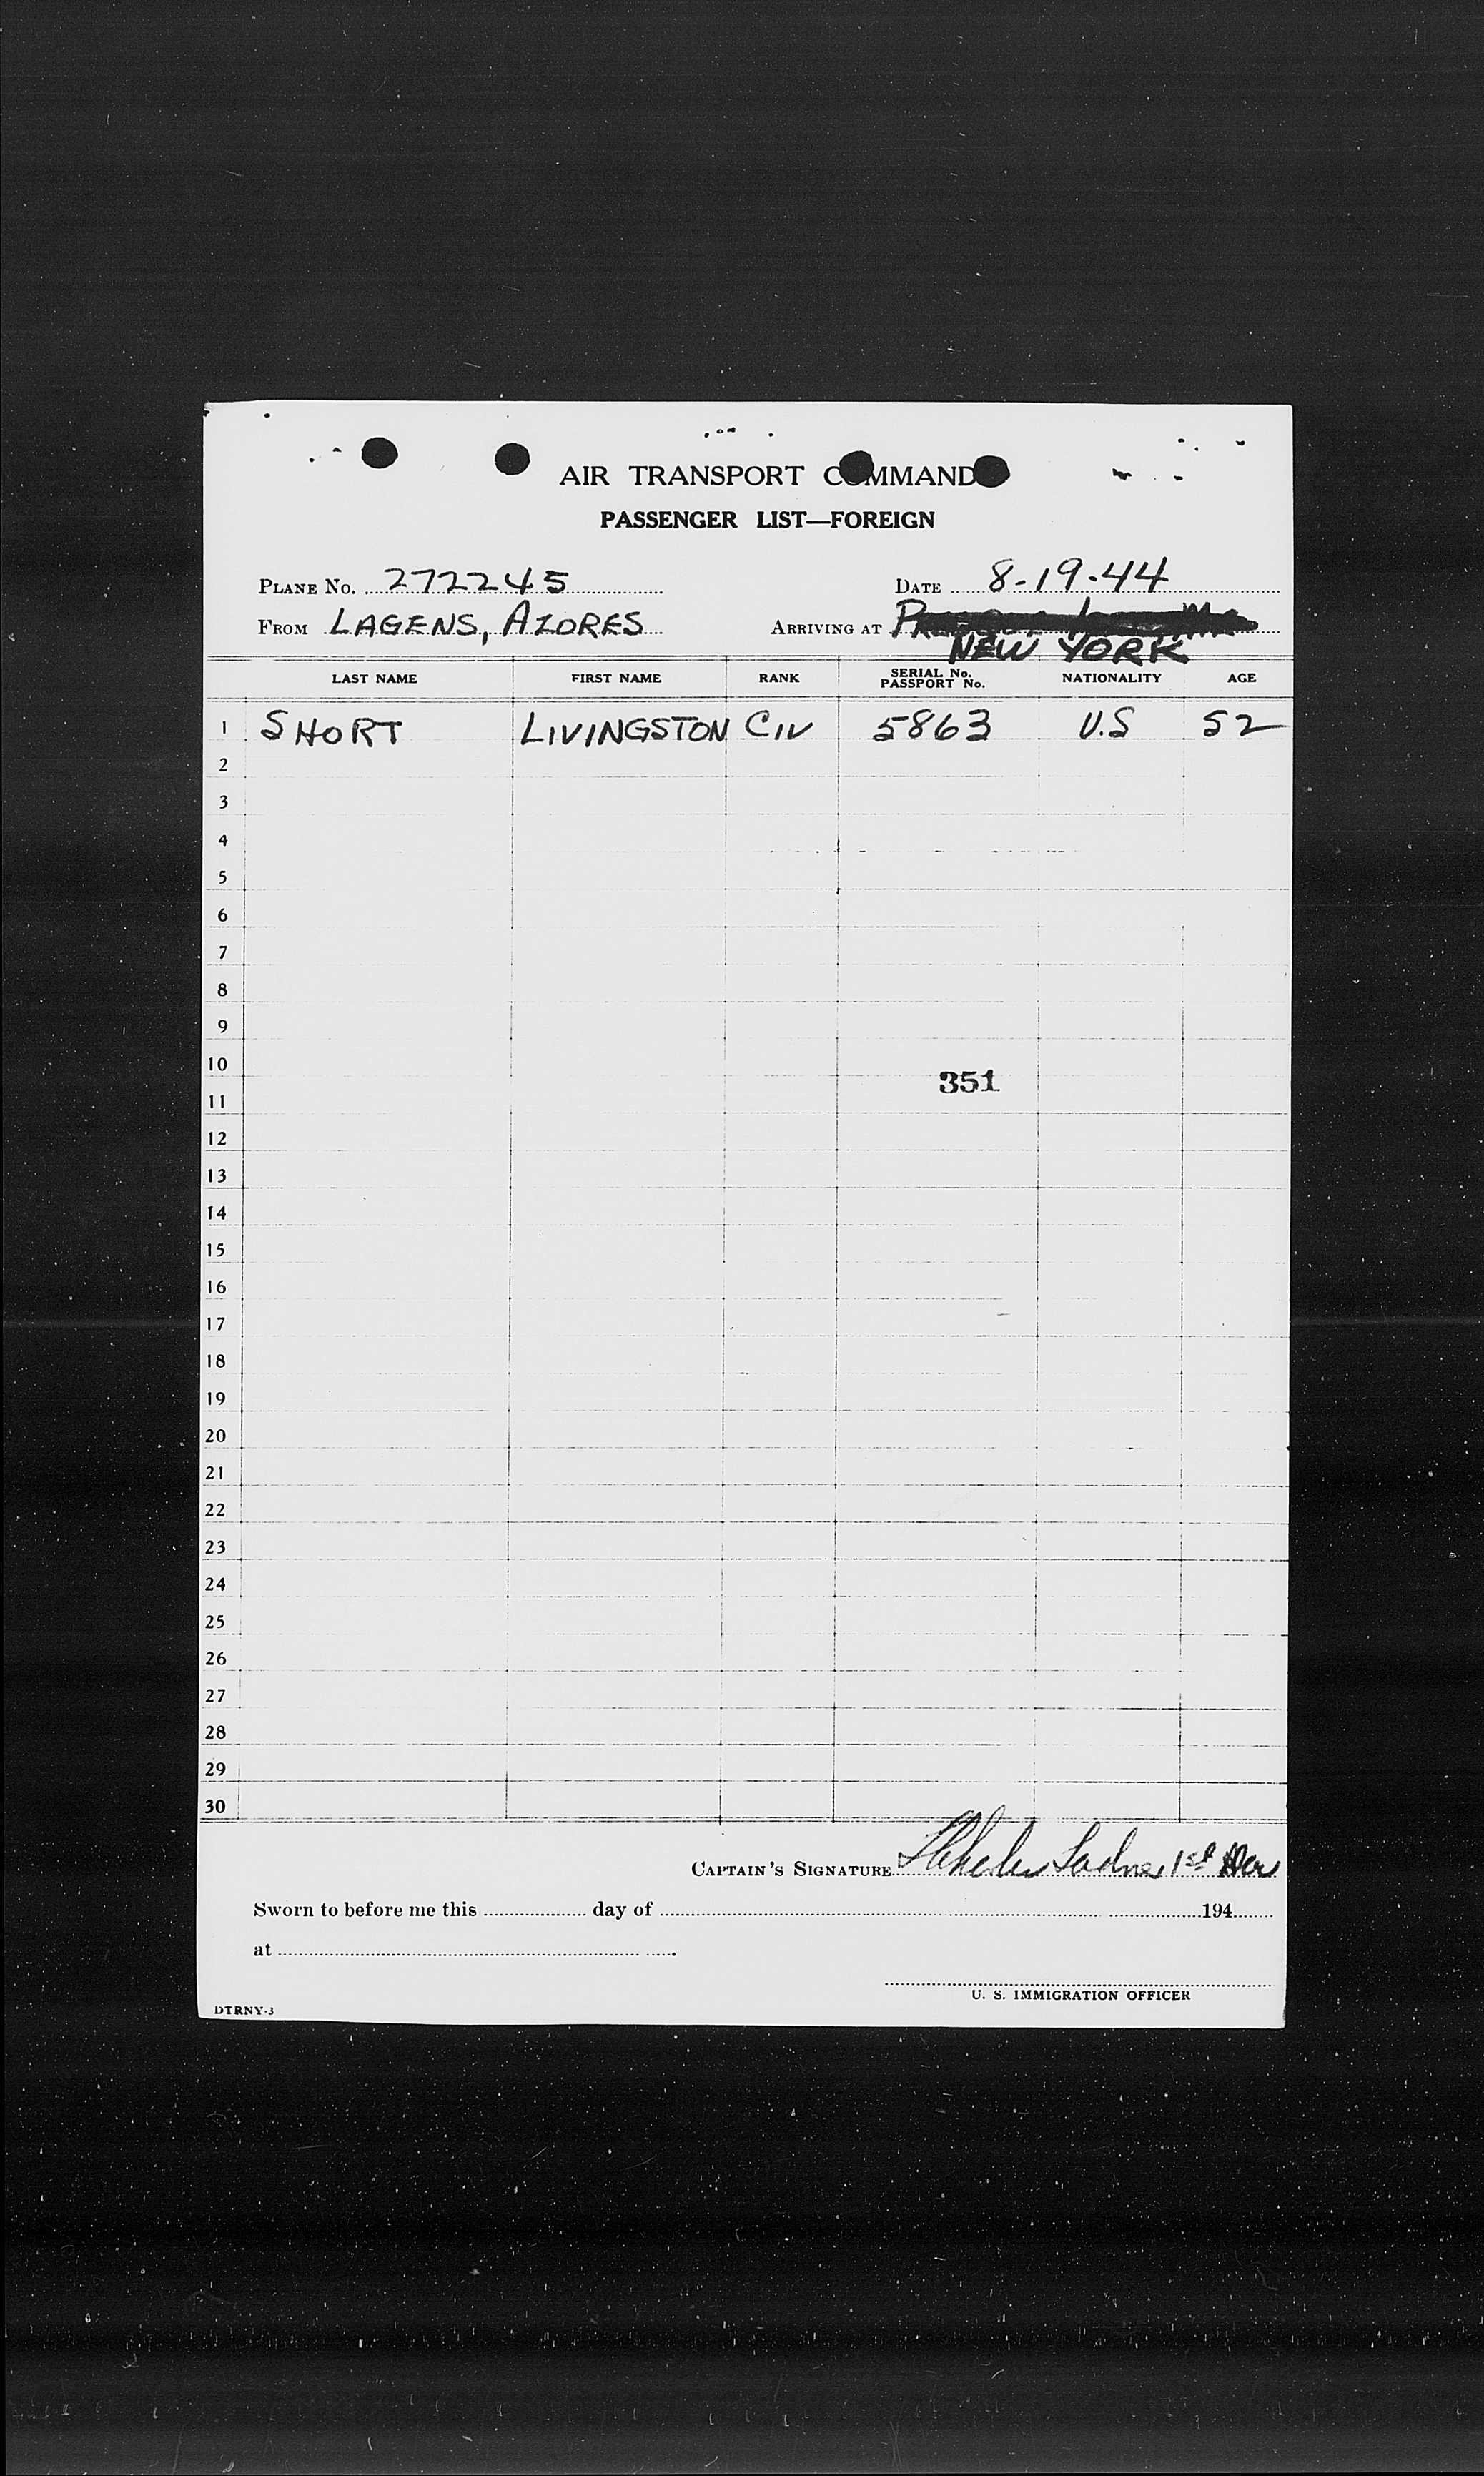 AIR TRANSPORT COMMAND
PASSENGER LIST—FOREIGN
PLANE No. 272245 DATE 8-19-44
FROM LAGENS, AZORES ARRIVING AT
NEW YORK
LAST NAME FIRST NAME RANK SERIAL No. PASSPORT No. NATIONALITY AGE
1 SHORT LIVINGSTON CIV 5863 U.S 52
2
3
4
5
6
7
8
9
10
351
11
12
13
14
15
16
17
18
19
20
21
22
23
24
25
26
27
28
29
30
CAPTAIN'S SIGNATURE 1st
Sworn to before me this day of 194
at
U. S. IMMIGRATION OFFICER
DTRNY-3